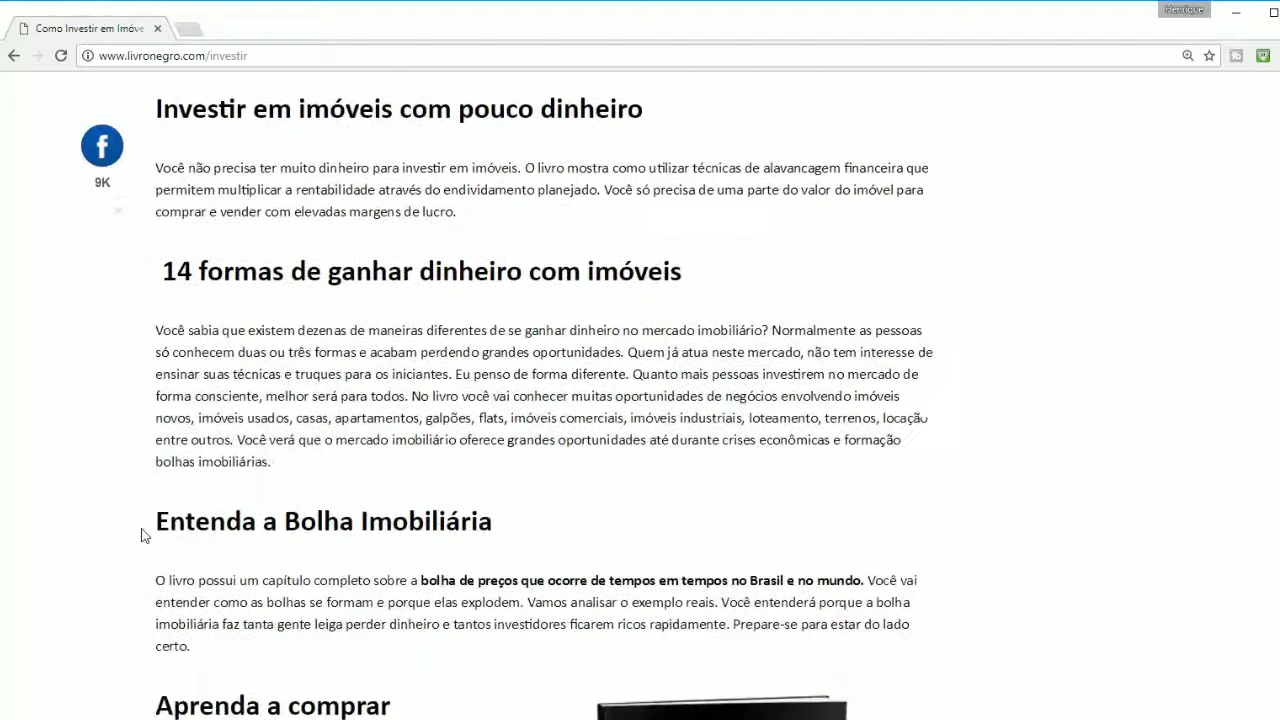 Henrique
Como Investir em Imóve
www.livronegro.com/investir
Investir em imóveis com pouco dinheiro
9K
Você não precisa ter muito dinheiro para investir em imóveis. O livro mostra como utilizar técnicas de alavancagem financeira que
permitem multiplicar a rentabilidade através do endividamento planejado. Você só precisa de uma parte do valor do imóvel para
comprar e vender com elevadas margens de lucro.
14 formas de ganhar dinheiro com imóveis
Você sabia que existem dezenas de maneiras diferentes de se ganhar dinheiro no mercado imobiliário? Normalmente as pessoas
só conhecem duas ou três formas e acabam perdendo grandes oportunidades. Quem já atua neste mercado, não tem interesse de
ensinar suas técnicas e truques para os iniciantes. Eu penso de forma diferente. Quanto mais pessoas investirem no mercado de
forma consciente, melhor será para todos. No livro você vai conhecer muitas oportunidades de negócios envolvendo imóveis
novos, imóveis usados, casas, apartamentos, galpões, flats, imóveis comerciais, imóveis industriais, loteamento, terrenos, locação
entre outros. Você verá que o mercado imobiliário oferece grandes oportunidades até durante crises econômicas e formação
bolhas imobiliárias.
Entenda a Bolha Imobiliária
O livro possui um capítulo completo sobre a bolha de preços que ocorre de tempos em tempos no Brasil e no mundo. Você vai
entender como as bolhas se formam e porque elas explodem. Vamos analisar o exemplo reais. Você entenderá porque a bolha
imobiliária faz tanta gente leiga perder dinheiro e tantos investidores ficarem ricos rapidamente. Prepare-se para estar do lado
certo.
Aprenda a comprar